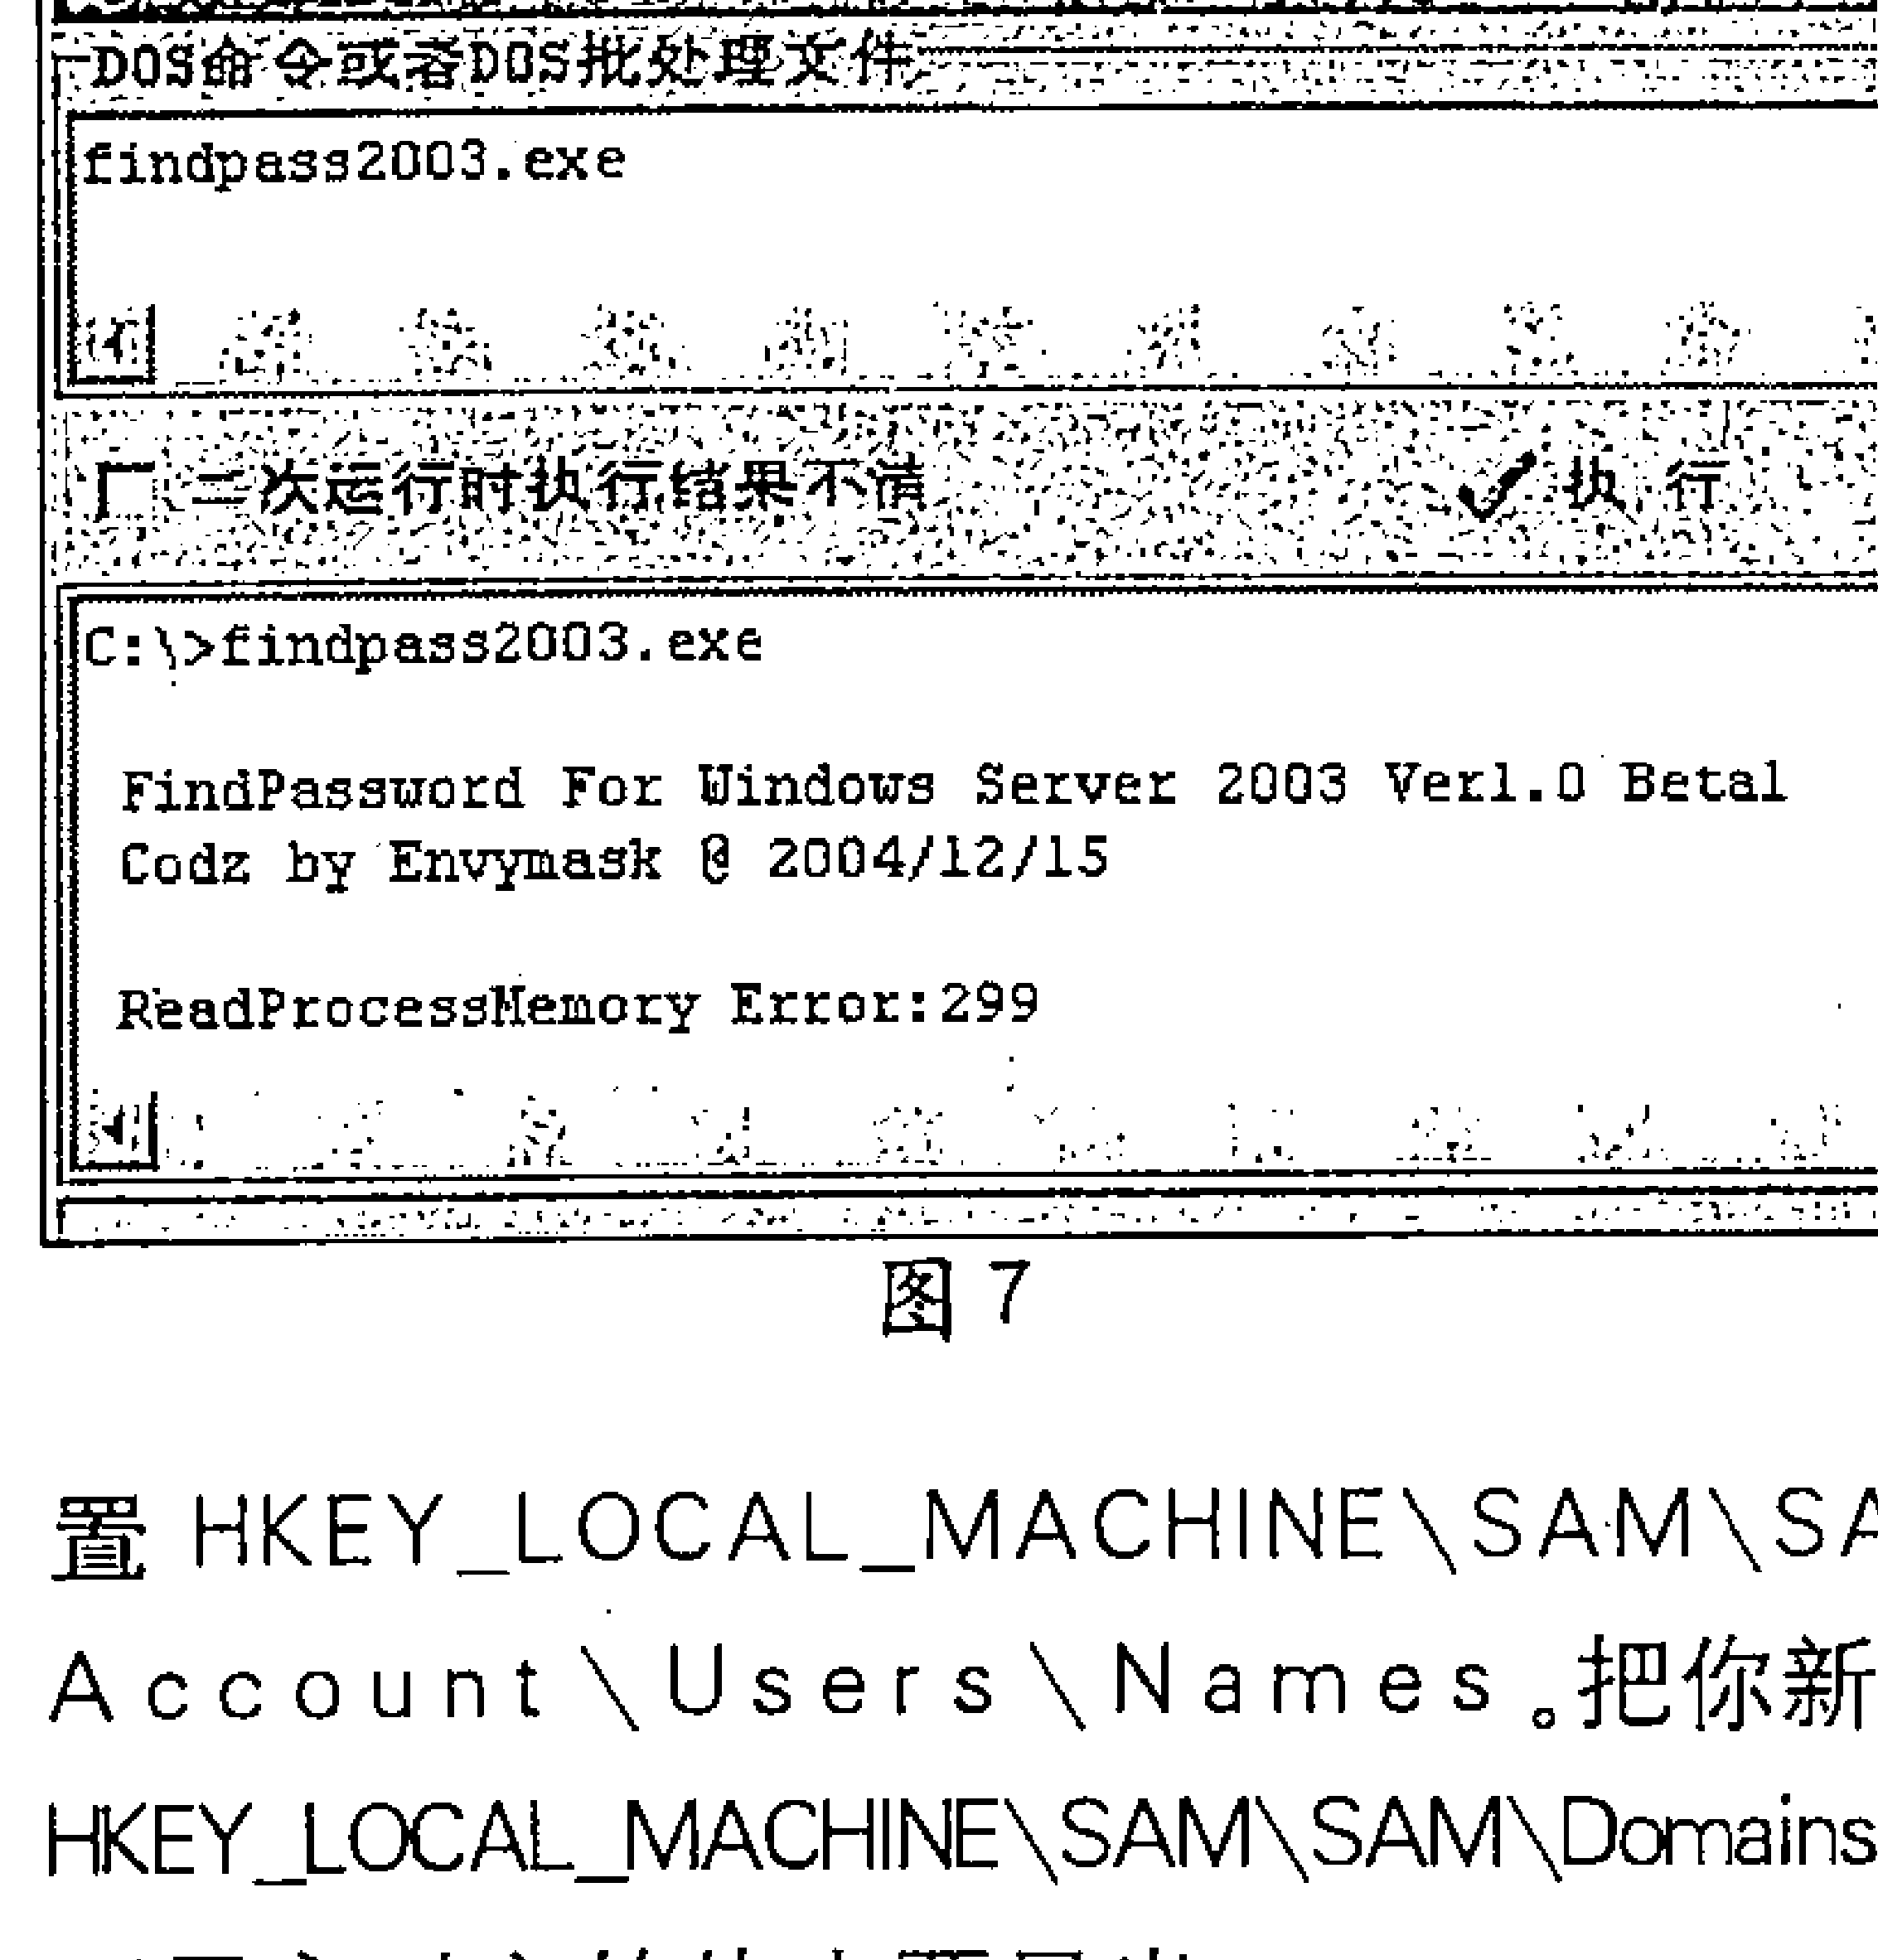 DOS命令或者DOS批处理文件
findpass2003.exe
二次运行时执行结果不清
执 行
C:\>findpass2003.exe
FindPassword For Windows Server 2003 Ver1.0 Beta1
Codz by Envymask @ 2004/12/15
ReadProcessMemory Error:299
图 7
置 HKEY_LOCAL_MACHINE\SAM\SA
Account\Users\Names。把你新
HKEY_LOCAL_MACHINE\SAM\SAM\Domains